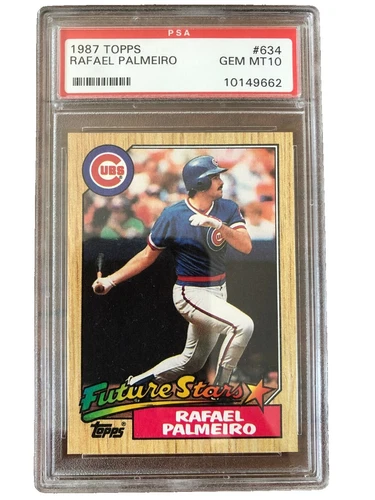 PSA
1987 TOPPS #634
RAFAEL PALMEIRO GEM MT10
10149662
CUBS
Future Stars
RAFAEL
PALMEIRO
Topps®